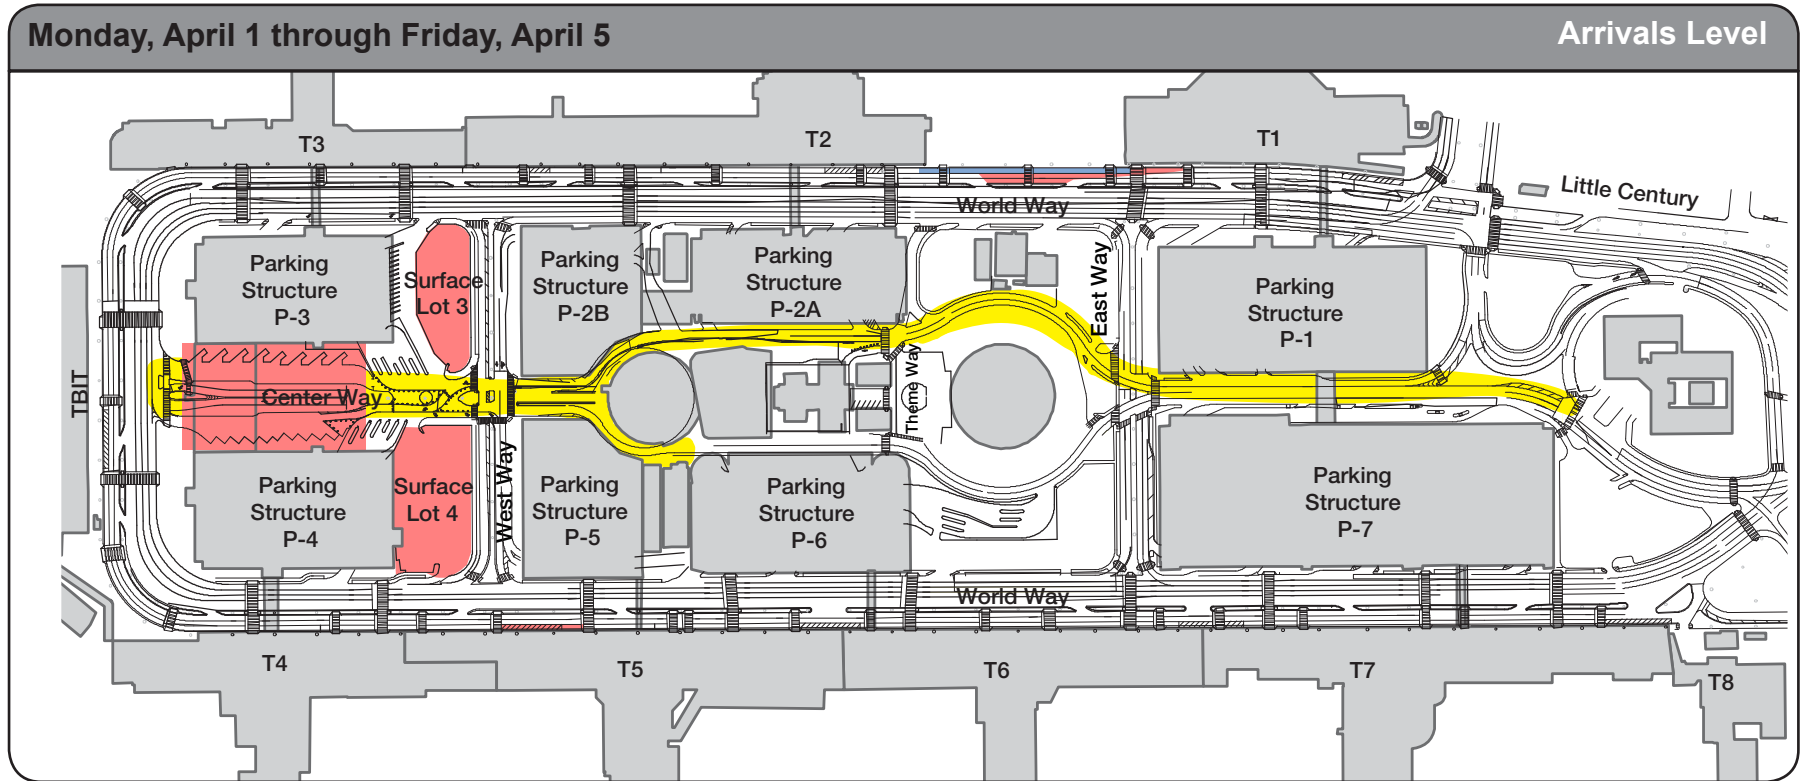 Monday, April 1 through Friday, April 5
Arrivals Level
T3
T2
T1
Little Century
World Way
Parking
Structure
P-3
Surface
Lot 3
Parking
Structure
P-2B
Parking
Structure
P-2A
East Way
Parking
Structure
P-1
TBIT
Center Way
Theme Way
Parking
Structure
P-4
Surface
Lot 4
West Way
Parking
Structure
P-5
Parking
Structure
P-6
Parking
Structure
P-7
World Way
T4
T5
T6
T7
T8